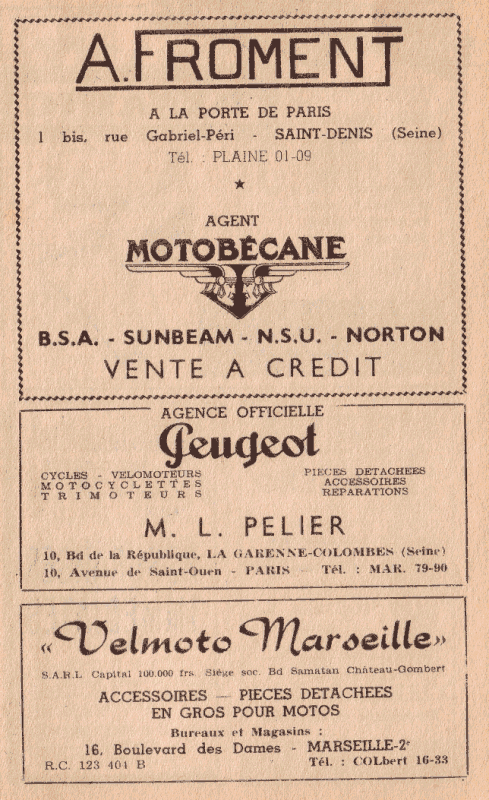 A. FROMENT
A LA PORTE DE PARIS
1 bis, rue Gabriel-Péri - SAINT-DENIS (Seine)
Tél. : PLAINE 01-09
AGENT
MOTOBÉCANE
B.S.A. - SUNBEAM - N.S.U. - NORTON
VENTE A CREDIT
AGENCE OFFICIELLE
Peugeot
CYCLES - VELOMOTEURS
MOTOCYCLETTES
TRIMOTEURS
PIECES DETACHEES
ACCESSOIRES
REPARATIONS
M. L. PELIER
10, Bd de la République, LA GARENNE-COLOMBES (Seine)
10, Avenue de Saint-Ouen - PARIS — Tél. : MAR. 79-90
« Velmoto Marseille »
S.A.R.L Capital 100.000 frs. Siège soc. Bd Samatan Château-Gombert
ACCESSOIRES — PIECES DETACHEES
EN GROS POUR MOTOS
Bureaux et Magasins :
16, Boulevard des Dames - MARSEILLE-2e
R.C. 123 404 B Tél. : COLbert 16-33